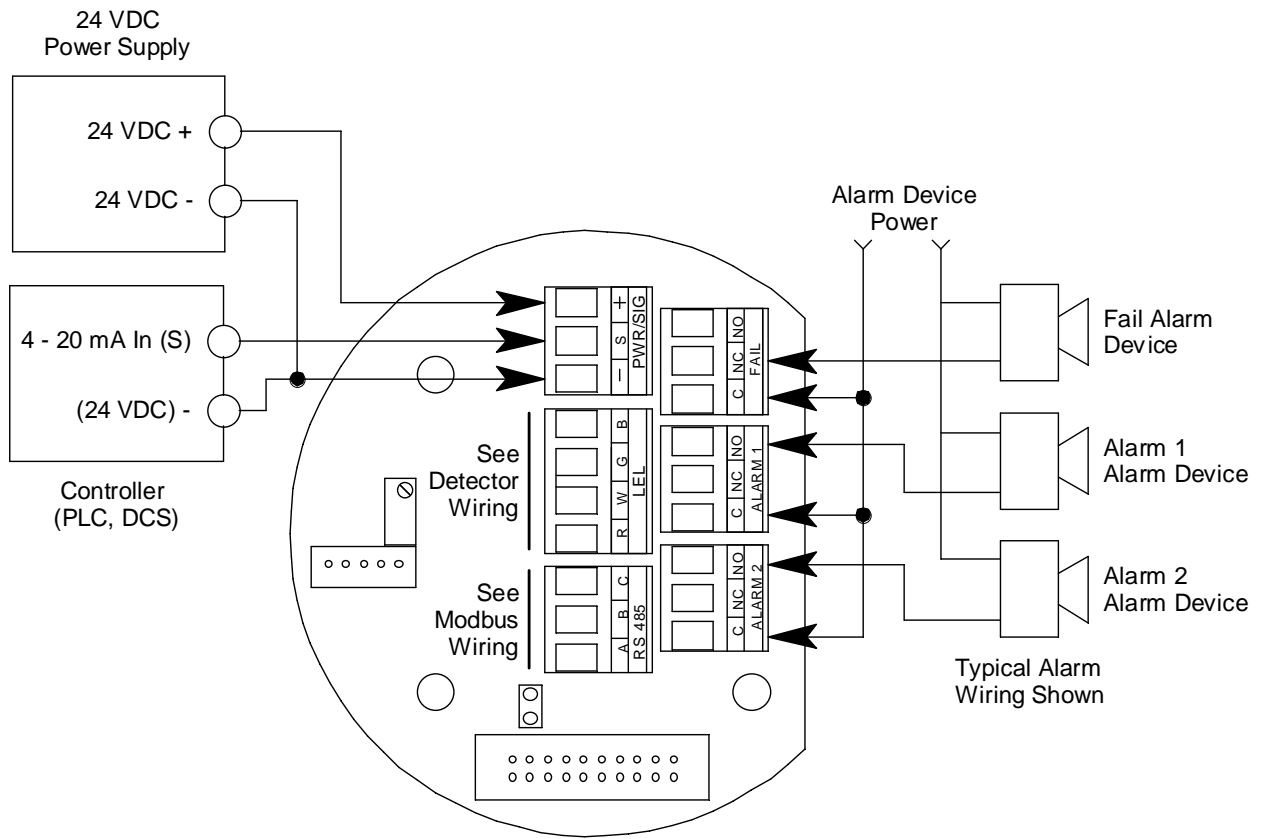 24 VDC
Power Supply
24 VDC +
24 VDC -
4 - 20 mA In (S)
(24 VDC) -
Controller
(PLC, DCS)
+
S
-
PWR/SIG
See
Detector
Wiring
B
G
W
R
LEL
See
Modbus
Wiring
C
B
A
RS 485
NO
NC
C
FAIL
NO
NC
C
ALARM 1
NO
NC
C
ALARM 2
Alarm Device
Power
Fail Alarm
Device
Alarm 1
Alarm Device
Alarm 2
Alarm Device
Typical Alarm
Wiring Shown